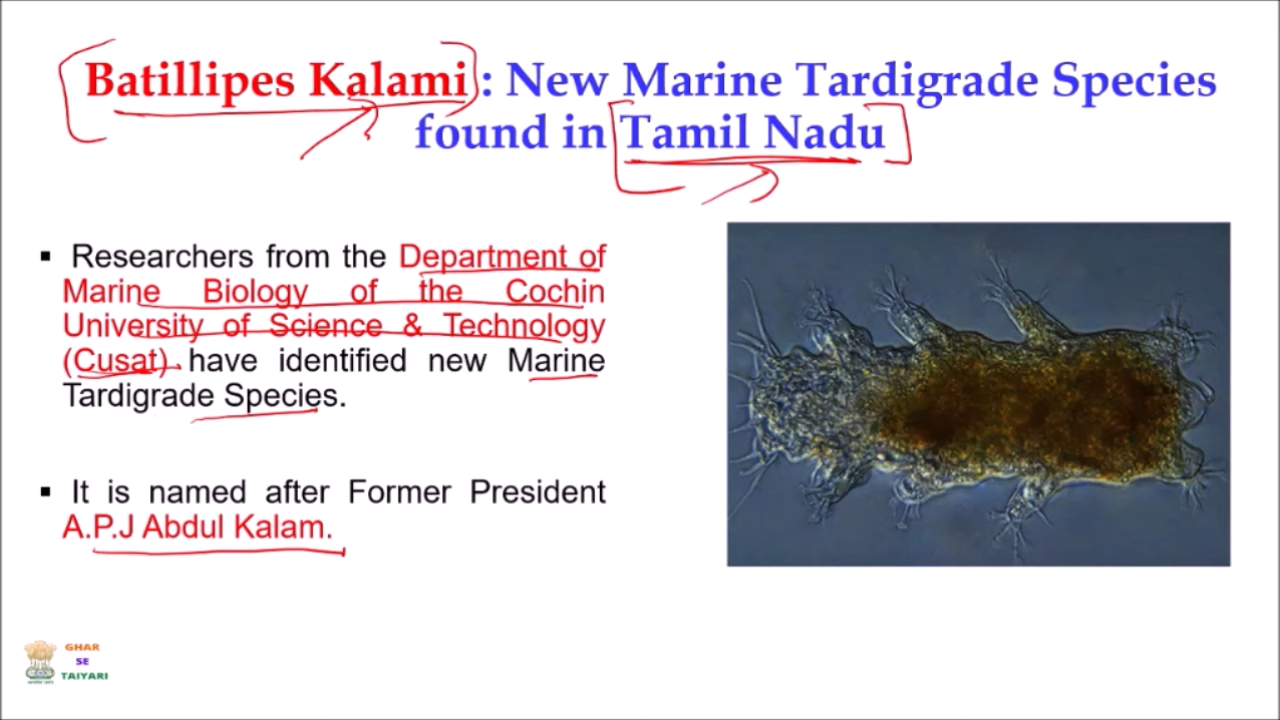 Batillipes Kalami : New Marine Tardigrade Species
found in Tamil Nadu
▪ Researchers from the Department of
Marine Biology of the Cochin
University of Science & Technology
(Cusat) have identified new Marine
Tardigrade Species.
▪ It is named after Former President
A.P.J Abdul Kalam.
GHAR
SE
TAIYARI